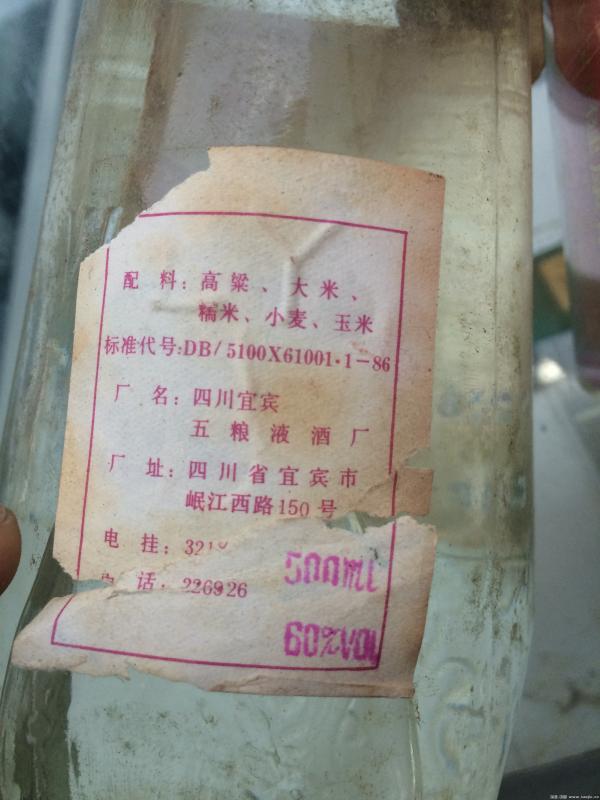 配 料：高粱、大米、
糯米、小麦、玉米
标准代号:DB/5100X61001·1-86
厂 名：四川宜宾
五粮液酒厂
厂 址：四川省宜宾市
岷江西路150号
电 挂：321
话：226926
500ML
60%VOL